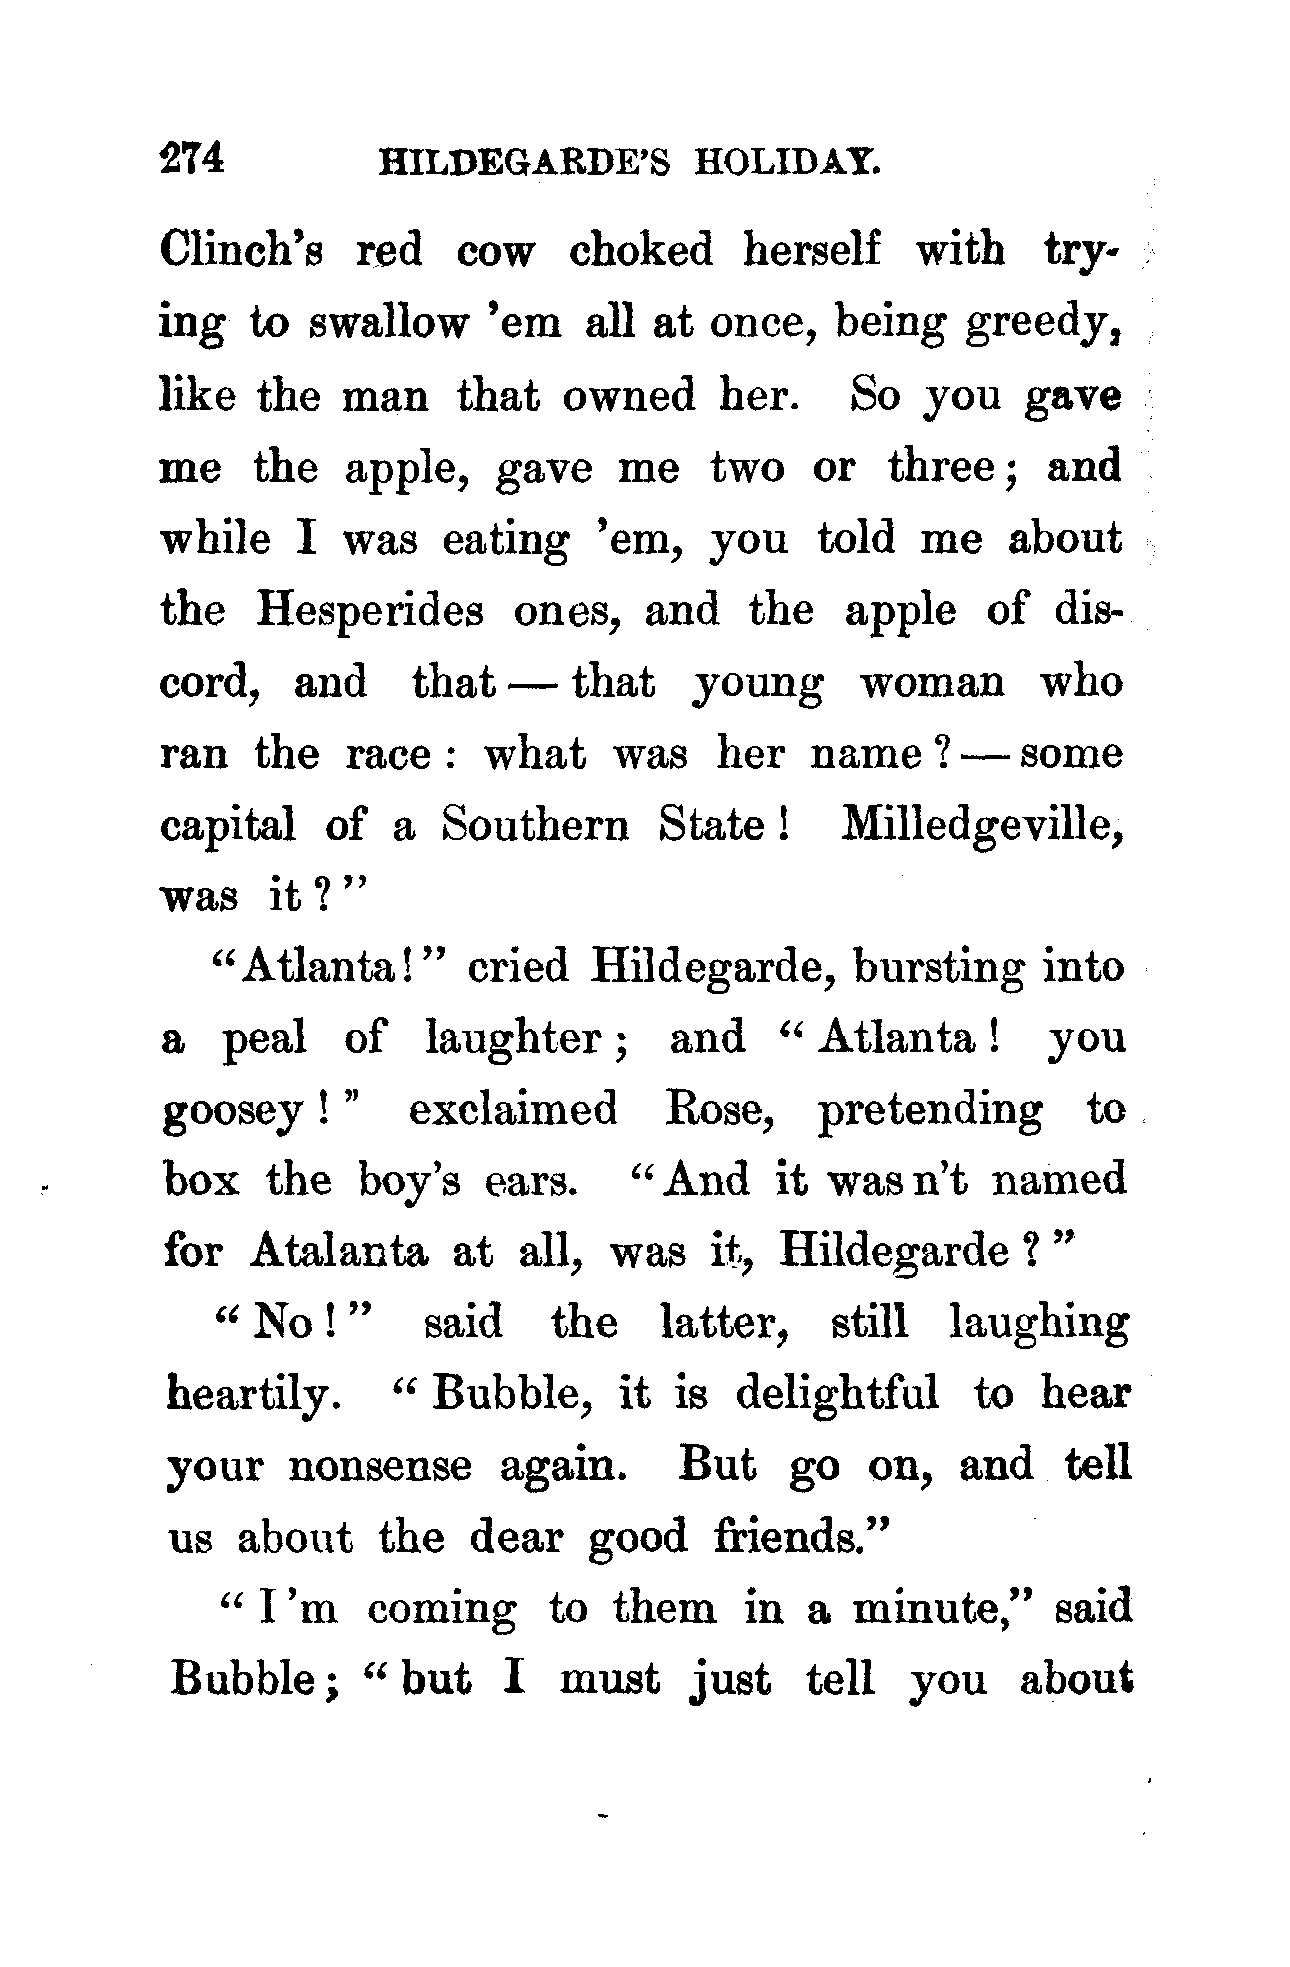 274 HILDEGARDE'S HOLIDAY.
Clinch's red cow choked herself with try-
ing to swallow 'em all at once, being greedy,
like the man that owned her. So you gave
me the apple, gave me two or three; and
while I was eating 'em, you told me about
the Hesperides ones, and the apple of dis-
cord, and that — that young woman who
ran the race: what was her name? — some
capital of a Southern State! Milledgeville,
was it?"
"Atlanta!" cried Hildegarde, bursting into
a peal of laughter; and "Atlanta! you
goosey!" exclaimed Rose, pretending to
box the boy's ears. "And it was n't named
for Atalanta at all, was it, Hildegarde?"
"No!" said the latter, still laughing
heartily. "Bubble, it is delightful to hear
your nonsense again. But go on, and tell
us about the dear good friends."
"I 'm coming to them in a minute," said
Bubble; "but I must just tell you about